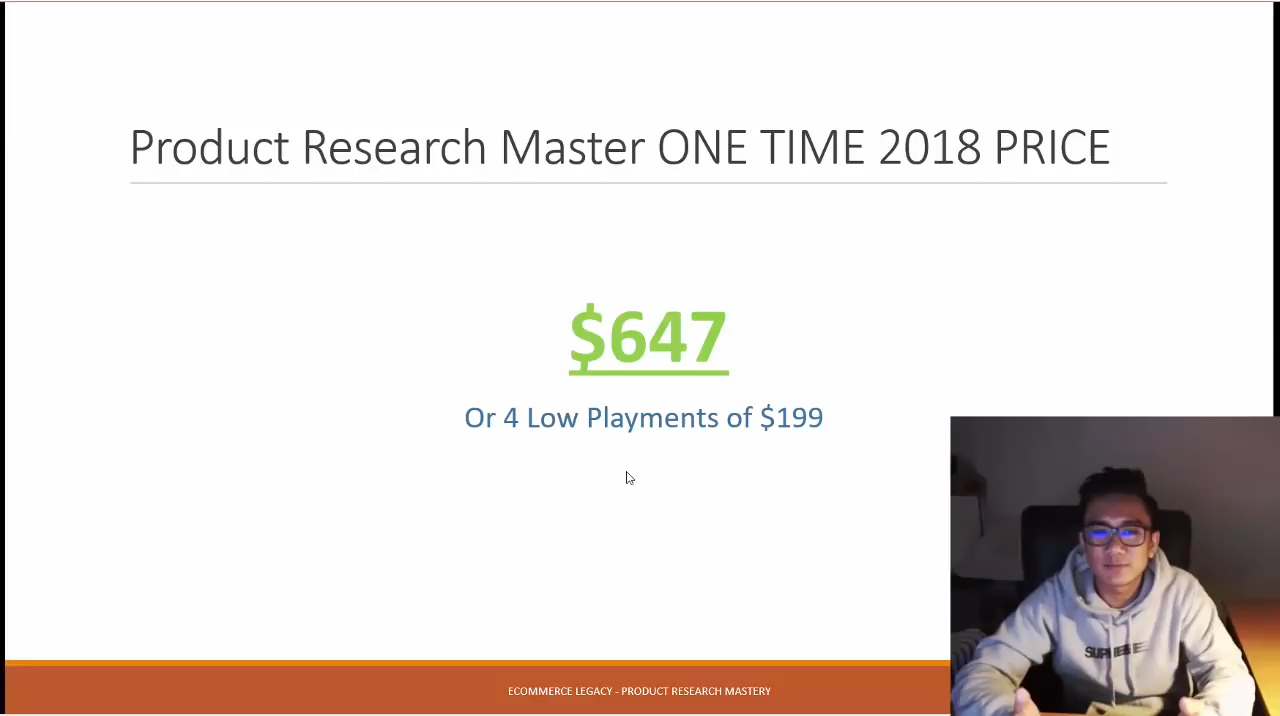 Product Research Master ONE TIME 2018 PRICE
$647
Or 4 Low Playments of $199
ECOMMERCE LEGACY - PRODUCT RESEARCH MASTERY